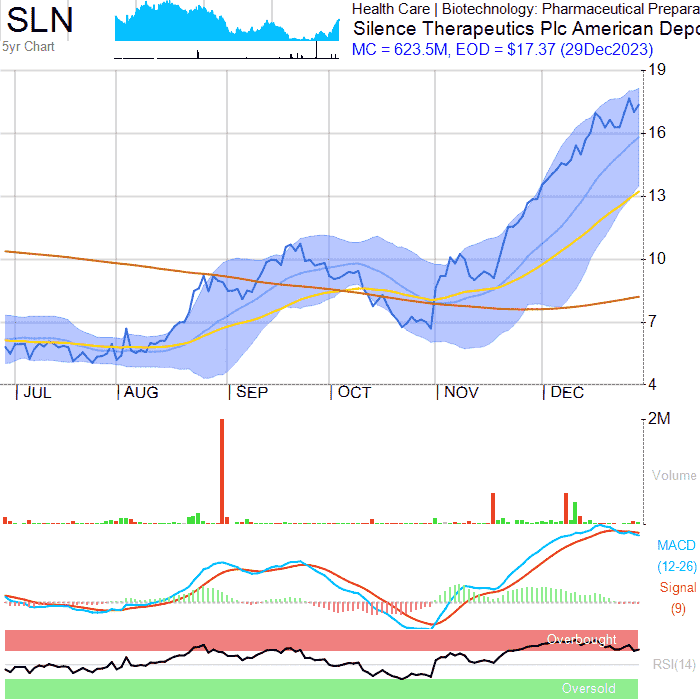 SLN
5yr Chart
Health Care | Biotechnology: Pharmaceutical Prepara
Silence Therapeutics Plc American Depo
MC = 623.5M, EOD = $17.37 (29Dec2023)
19
16
13
10
7
4
JUL AUG SEP OCT NOV DEC
2M
Volume
MACD
(12-26)
Signal
(9)
Overbought
RSI(14)
Oversold